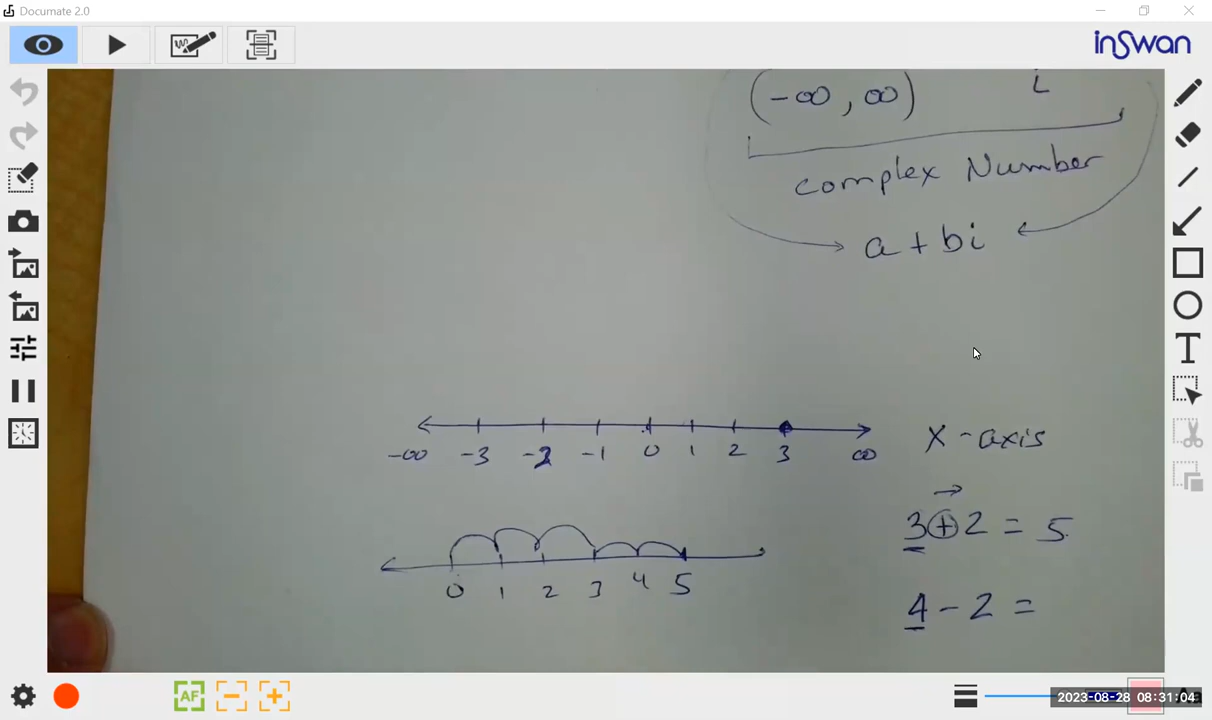 Documate 2.0
inSwan
(-∞, ∞) i
complex Number
a + bi
-∞ -3 -2 -1 0 1 2 3 ∞
x - axis
3 + 2 = 5
0 1 2 3 4 5
4 - 2 =
AF
T
2023-08-28 08:31:04